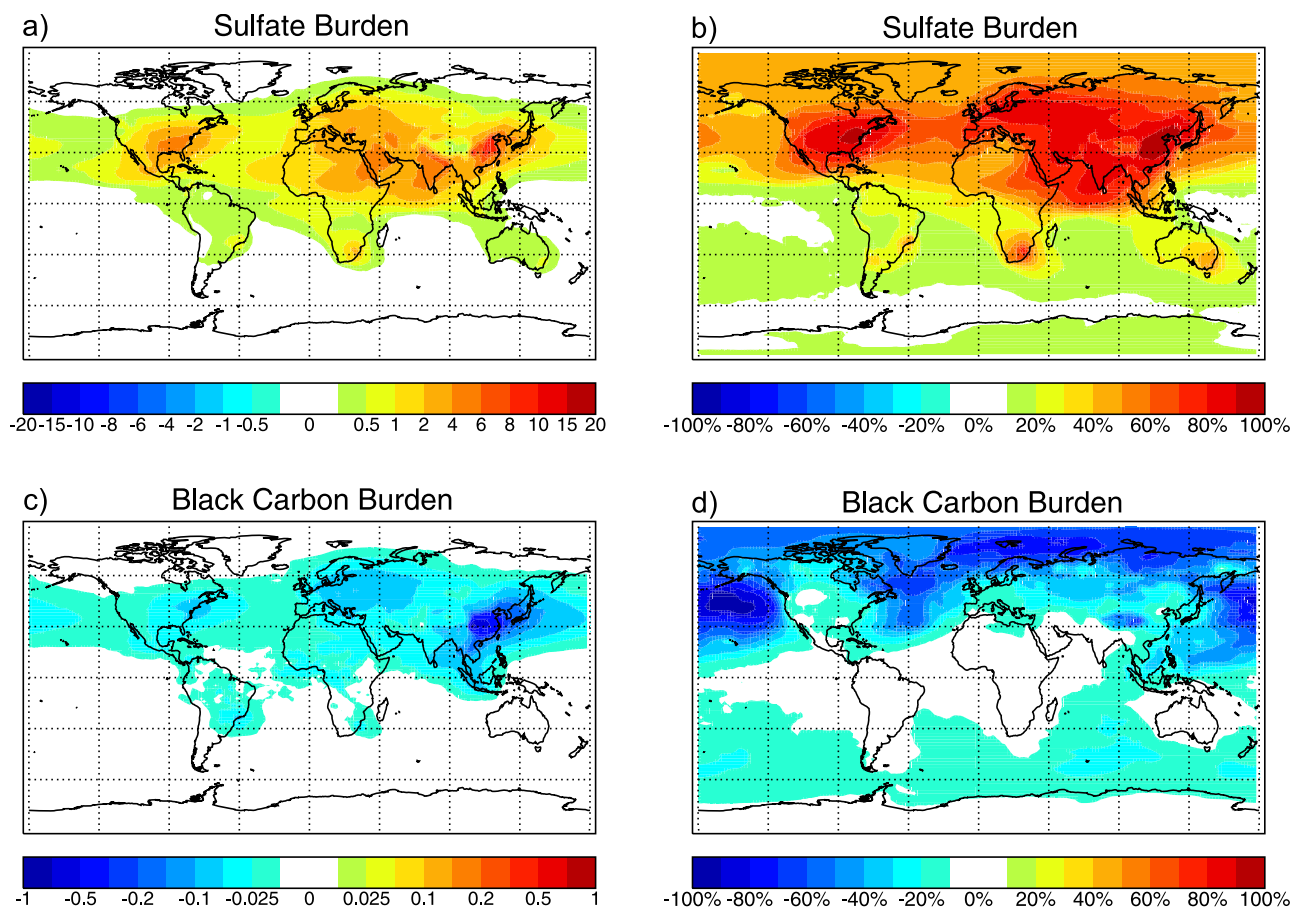 a) Sulfate Burden
b) Sulfate Burden
-20 -15 -10 -8 -6 -4 -2 -1 -0.5 0 0.5 1 2 4 6 8 10 15 20
-100% -80% -60% -40% -20% 0% 20% 40% 60% 80% 100%
c) Black Carbon Burden
d) Black Carbon Burden
-1 -0.5 -0.2 -0.1 -0.025 0 0.025 0.1 0.2 0.5 1
-100% -80% -60% -40% -20% 0% 20% 40% 60% 80% 100%